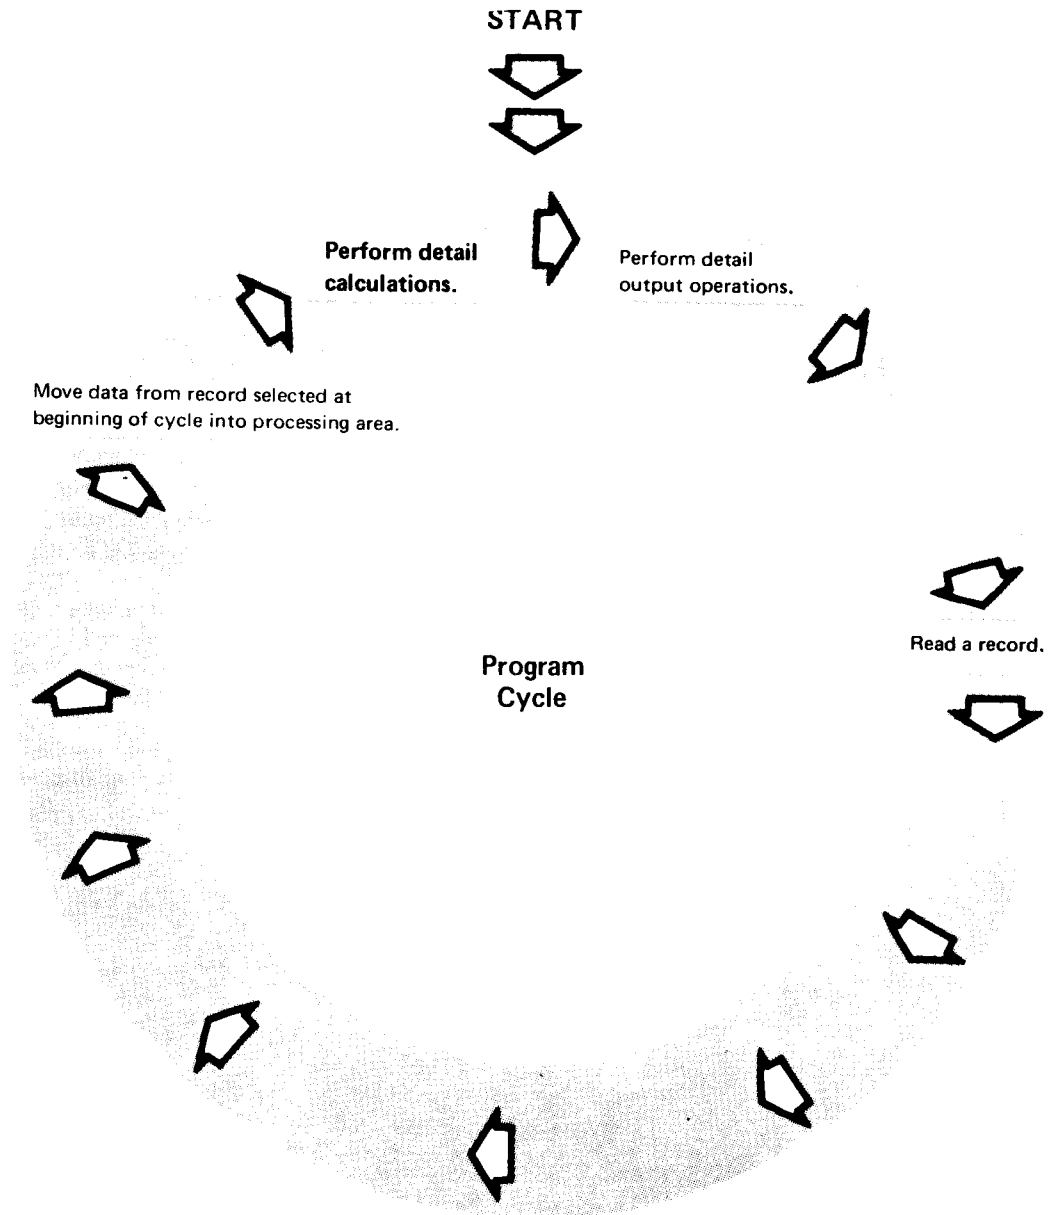 START
Perform detail
calculations.
Perform detail
output operations.
Move data from record selected at
beginning of cycle into processing area.
Read a record.
Program
Cycle